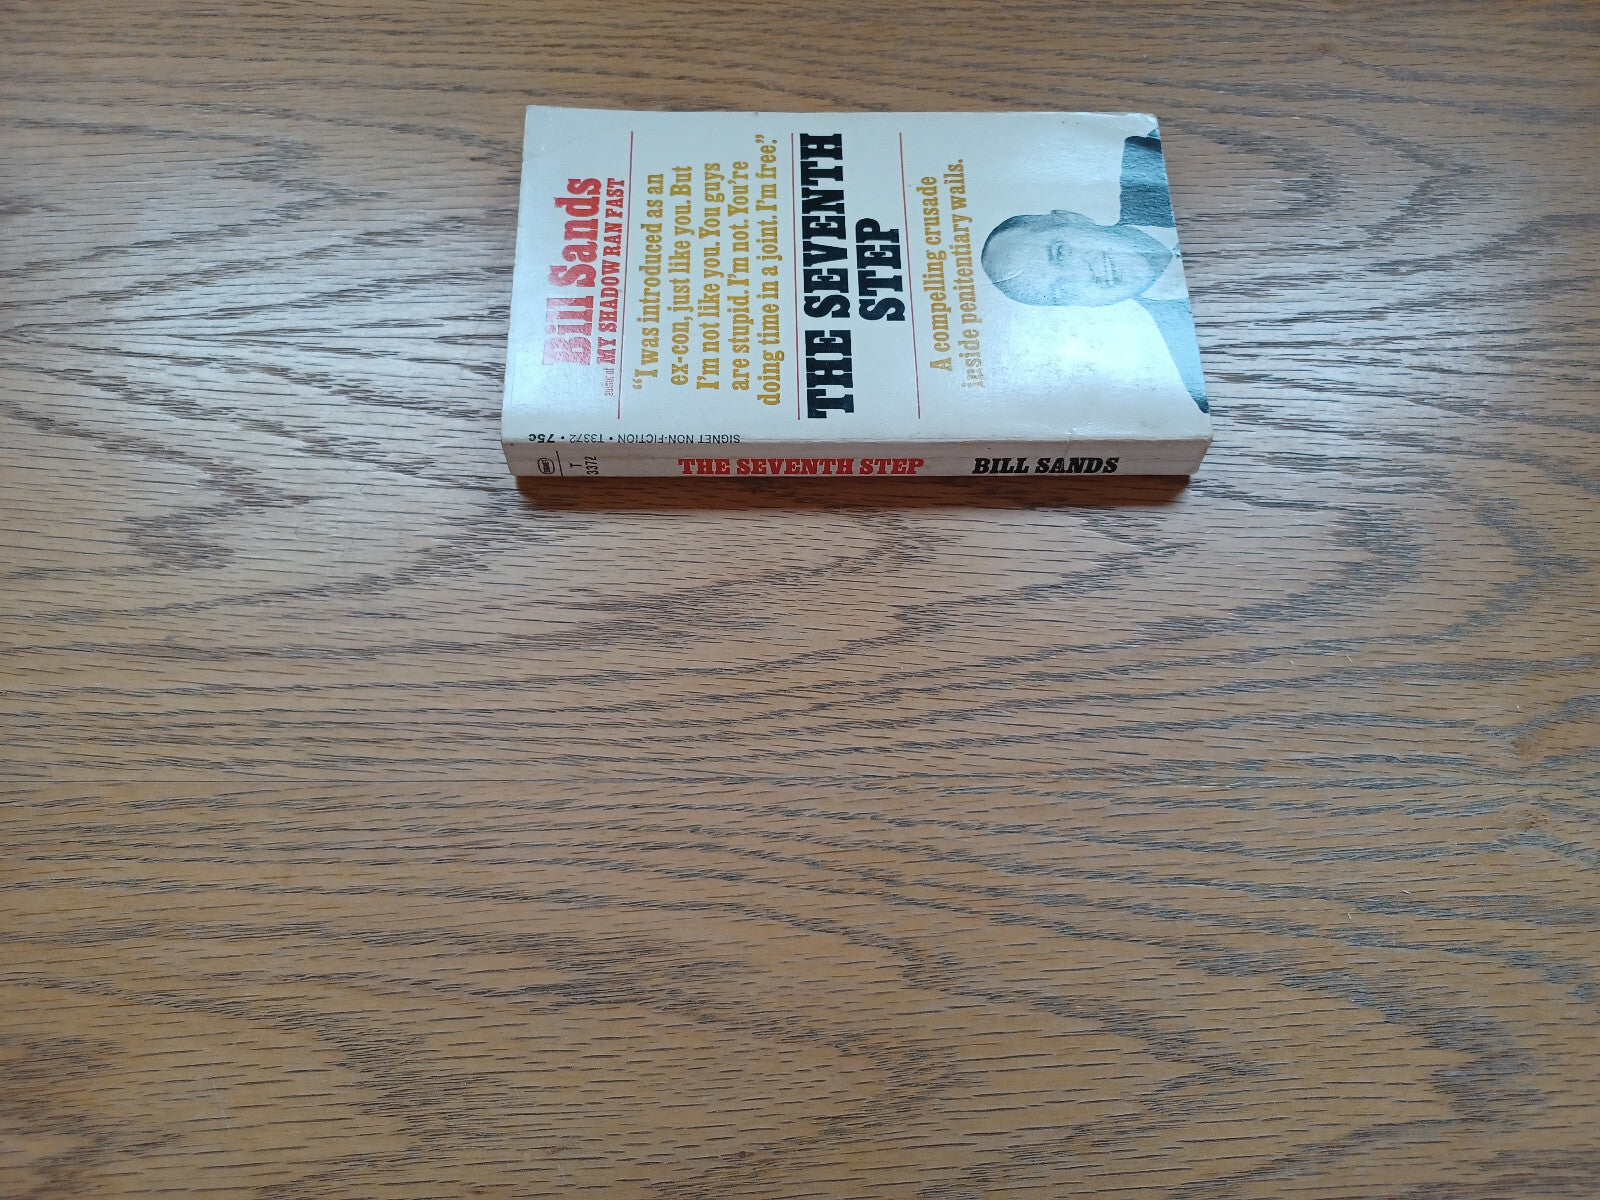 Bill Sands
author of MY SHADOW RAN FAST
“I was introduced as an
ex-con, just like you. But
I'm not like you. You guys
are stupid. I'm not. You're
doing time in a joint. I'm free.”
THE SEVENTH
STEP
A compelling crusade
inside penitentiary walls.
SIGNET NON-FICTION • T3372 • 75c
T
3372
THE SEVENTH STEP BILL SANDS